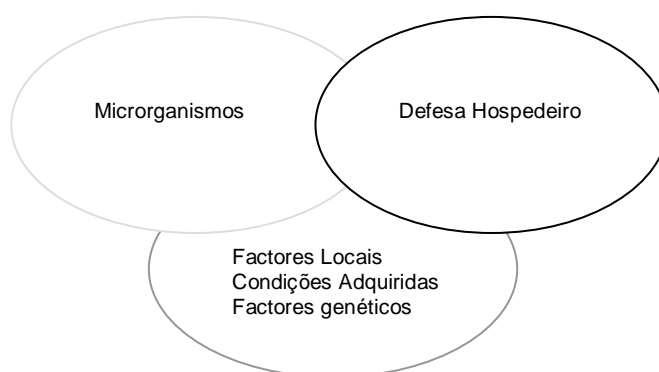 Microrganismos
Defesa Hospedeiro
Factores Locais
Condições Adquiridas
Factores genéticos